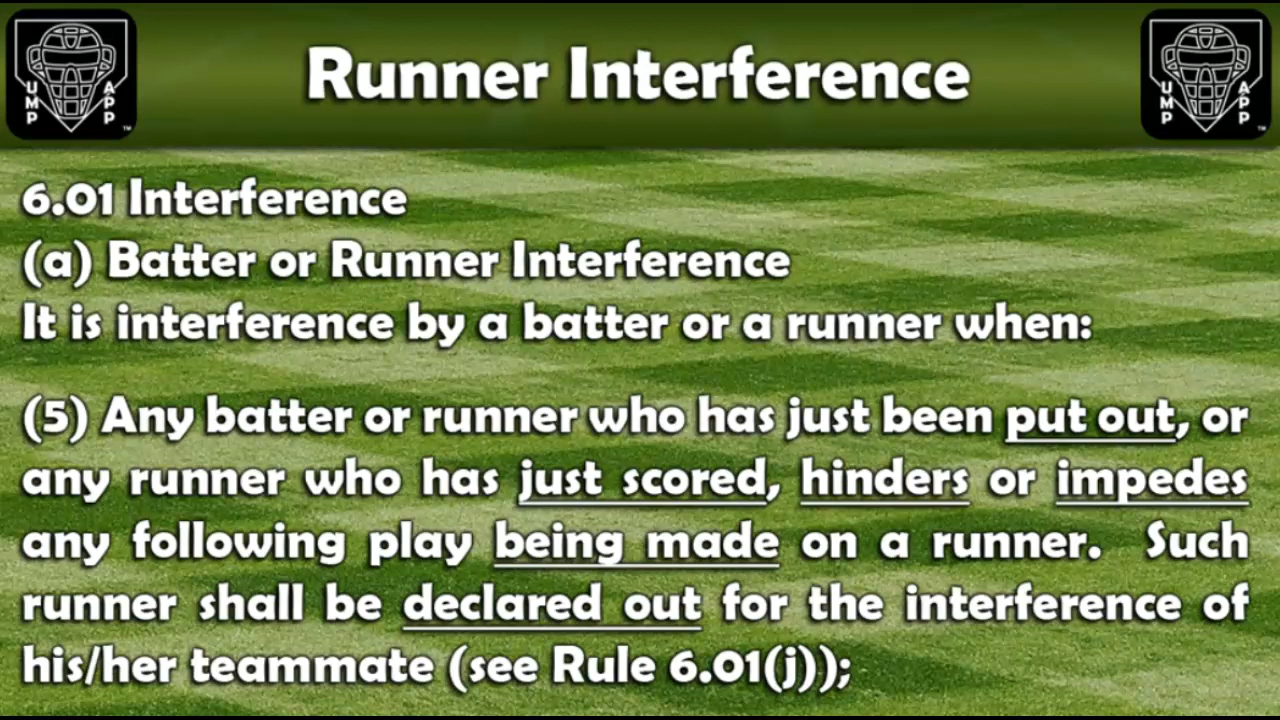 UMP APP™
Runner Interference
UMP APP™
6.01 Interference
(a) Batter or Runner Interference
It is interference by a batter or a runner when:
(5) Any batter or runner who has just been put out, or
any runner who has just scored, hinders or impedes
any following play being made on a runner.  Such
runner shall be declared out for the interference of
his/her teammate (see Rule 6.01(j));